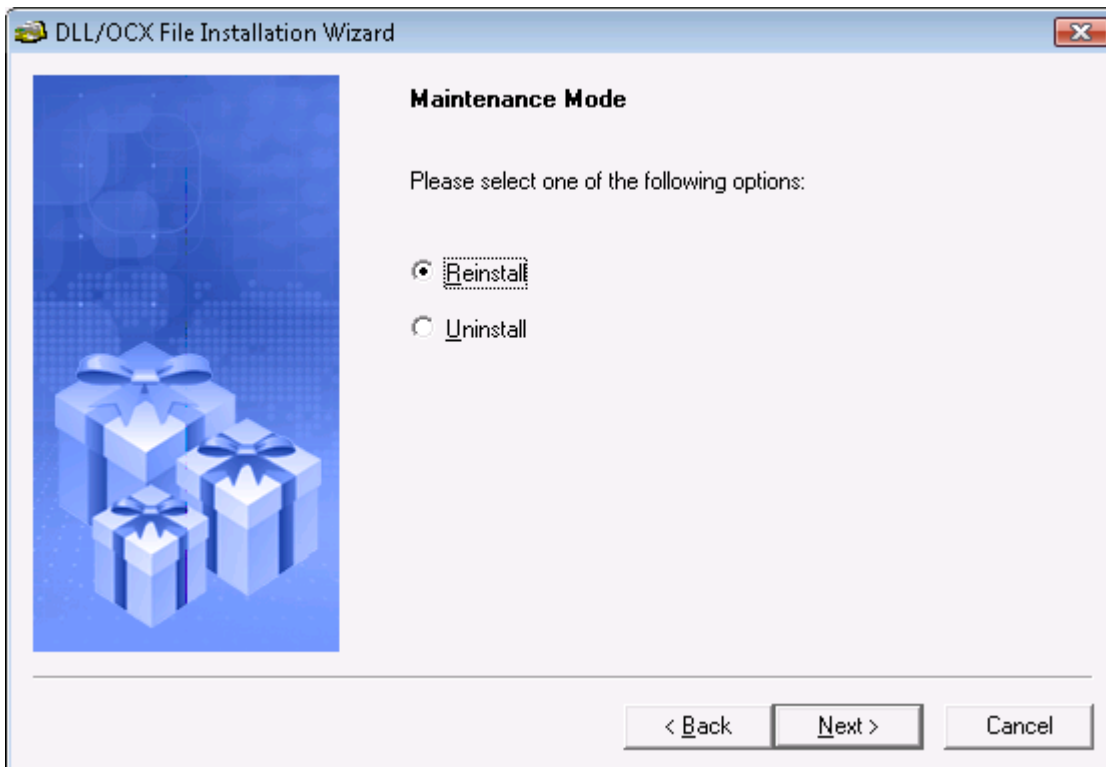 DLL/OCX File Installation Wizard
Maintenance Mode
Please select one of the following options:
Reinstall
Uninstall
< Back
Next >
Cancel